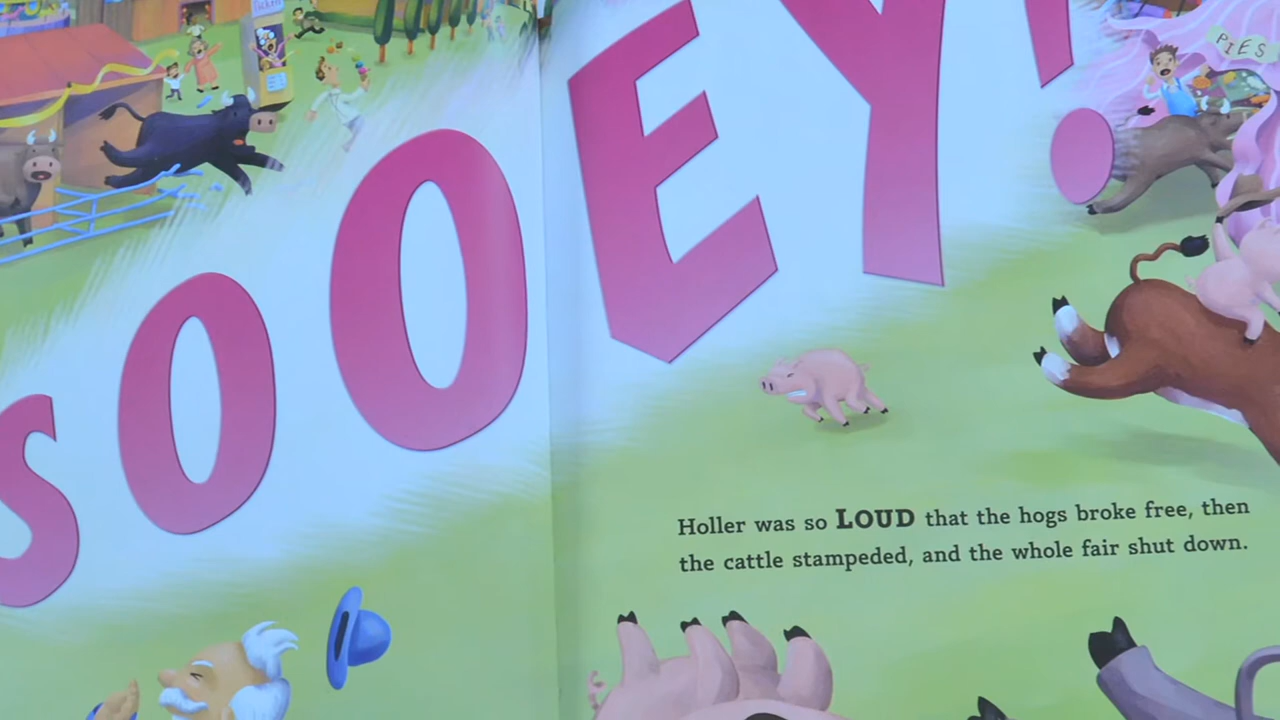 SOOEY!
PIES
Holler was so LOUD that the hogs broke free, then
the cattle stampeded, and the whole fair shut down.